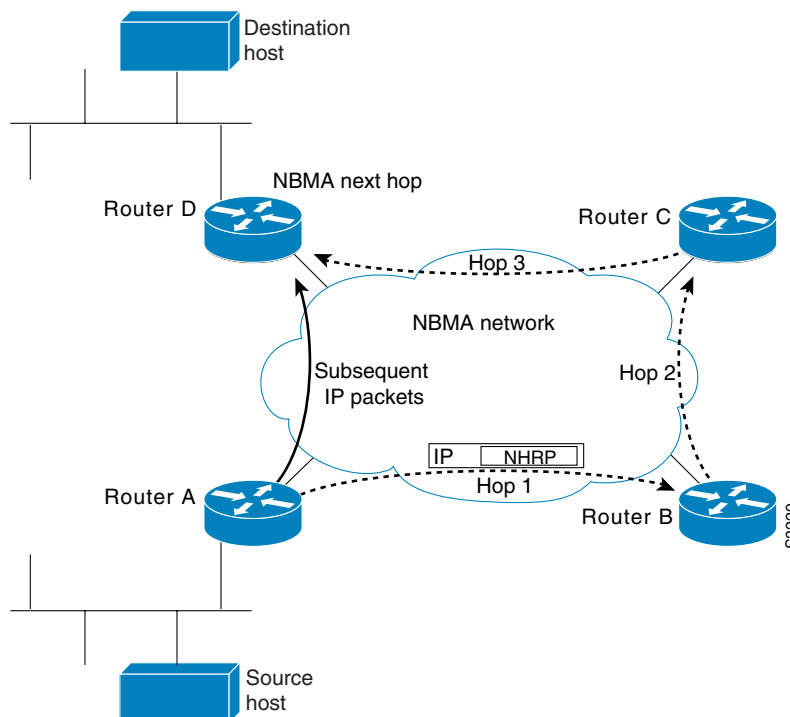 Destination
host
NBMA next hop
Router D
Router C
Hop 3
NBMA network
Subsequent
IP packets
Hop 2
IP
NHRP
Router A
Hop 1
Router B
Source
host